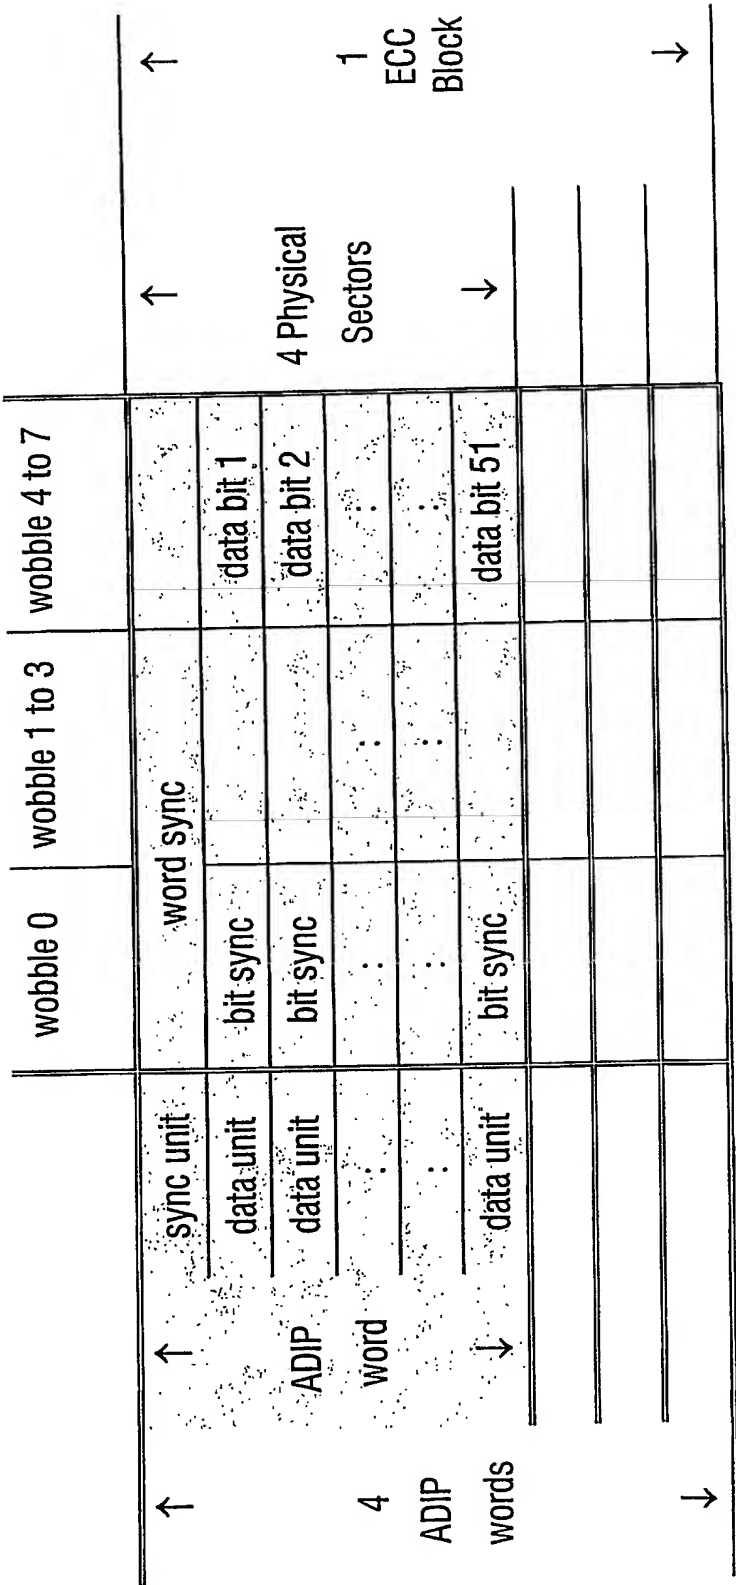 wobble 0 wobble 1 to 3 wobble 4 to 7
↑ ↑ sync unit word sync ↑ ↑
data unit bit sync data bit 1
ADIP data unit bit sync data bit 2 4 Physical
4 word : : : : Sectors 1
ADIP : : : : ECC
words ↓ data unit bit sync data bit 51 ↓ Block
↓ ↓